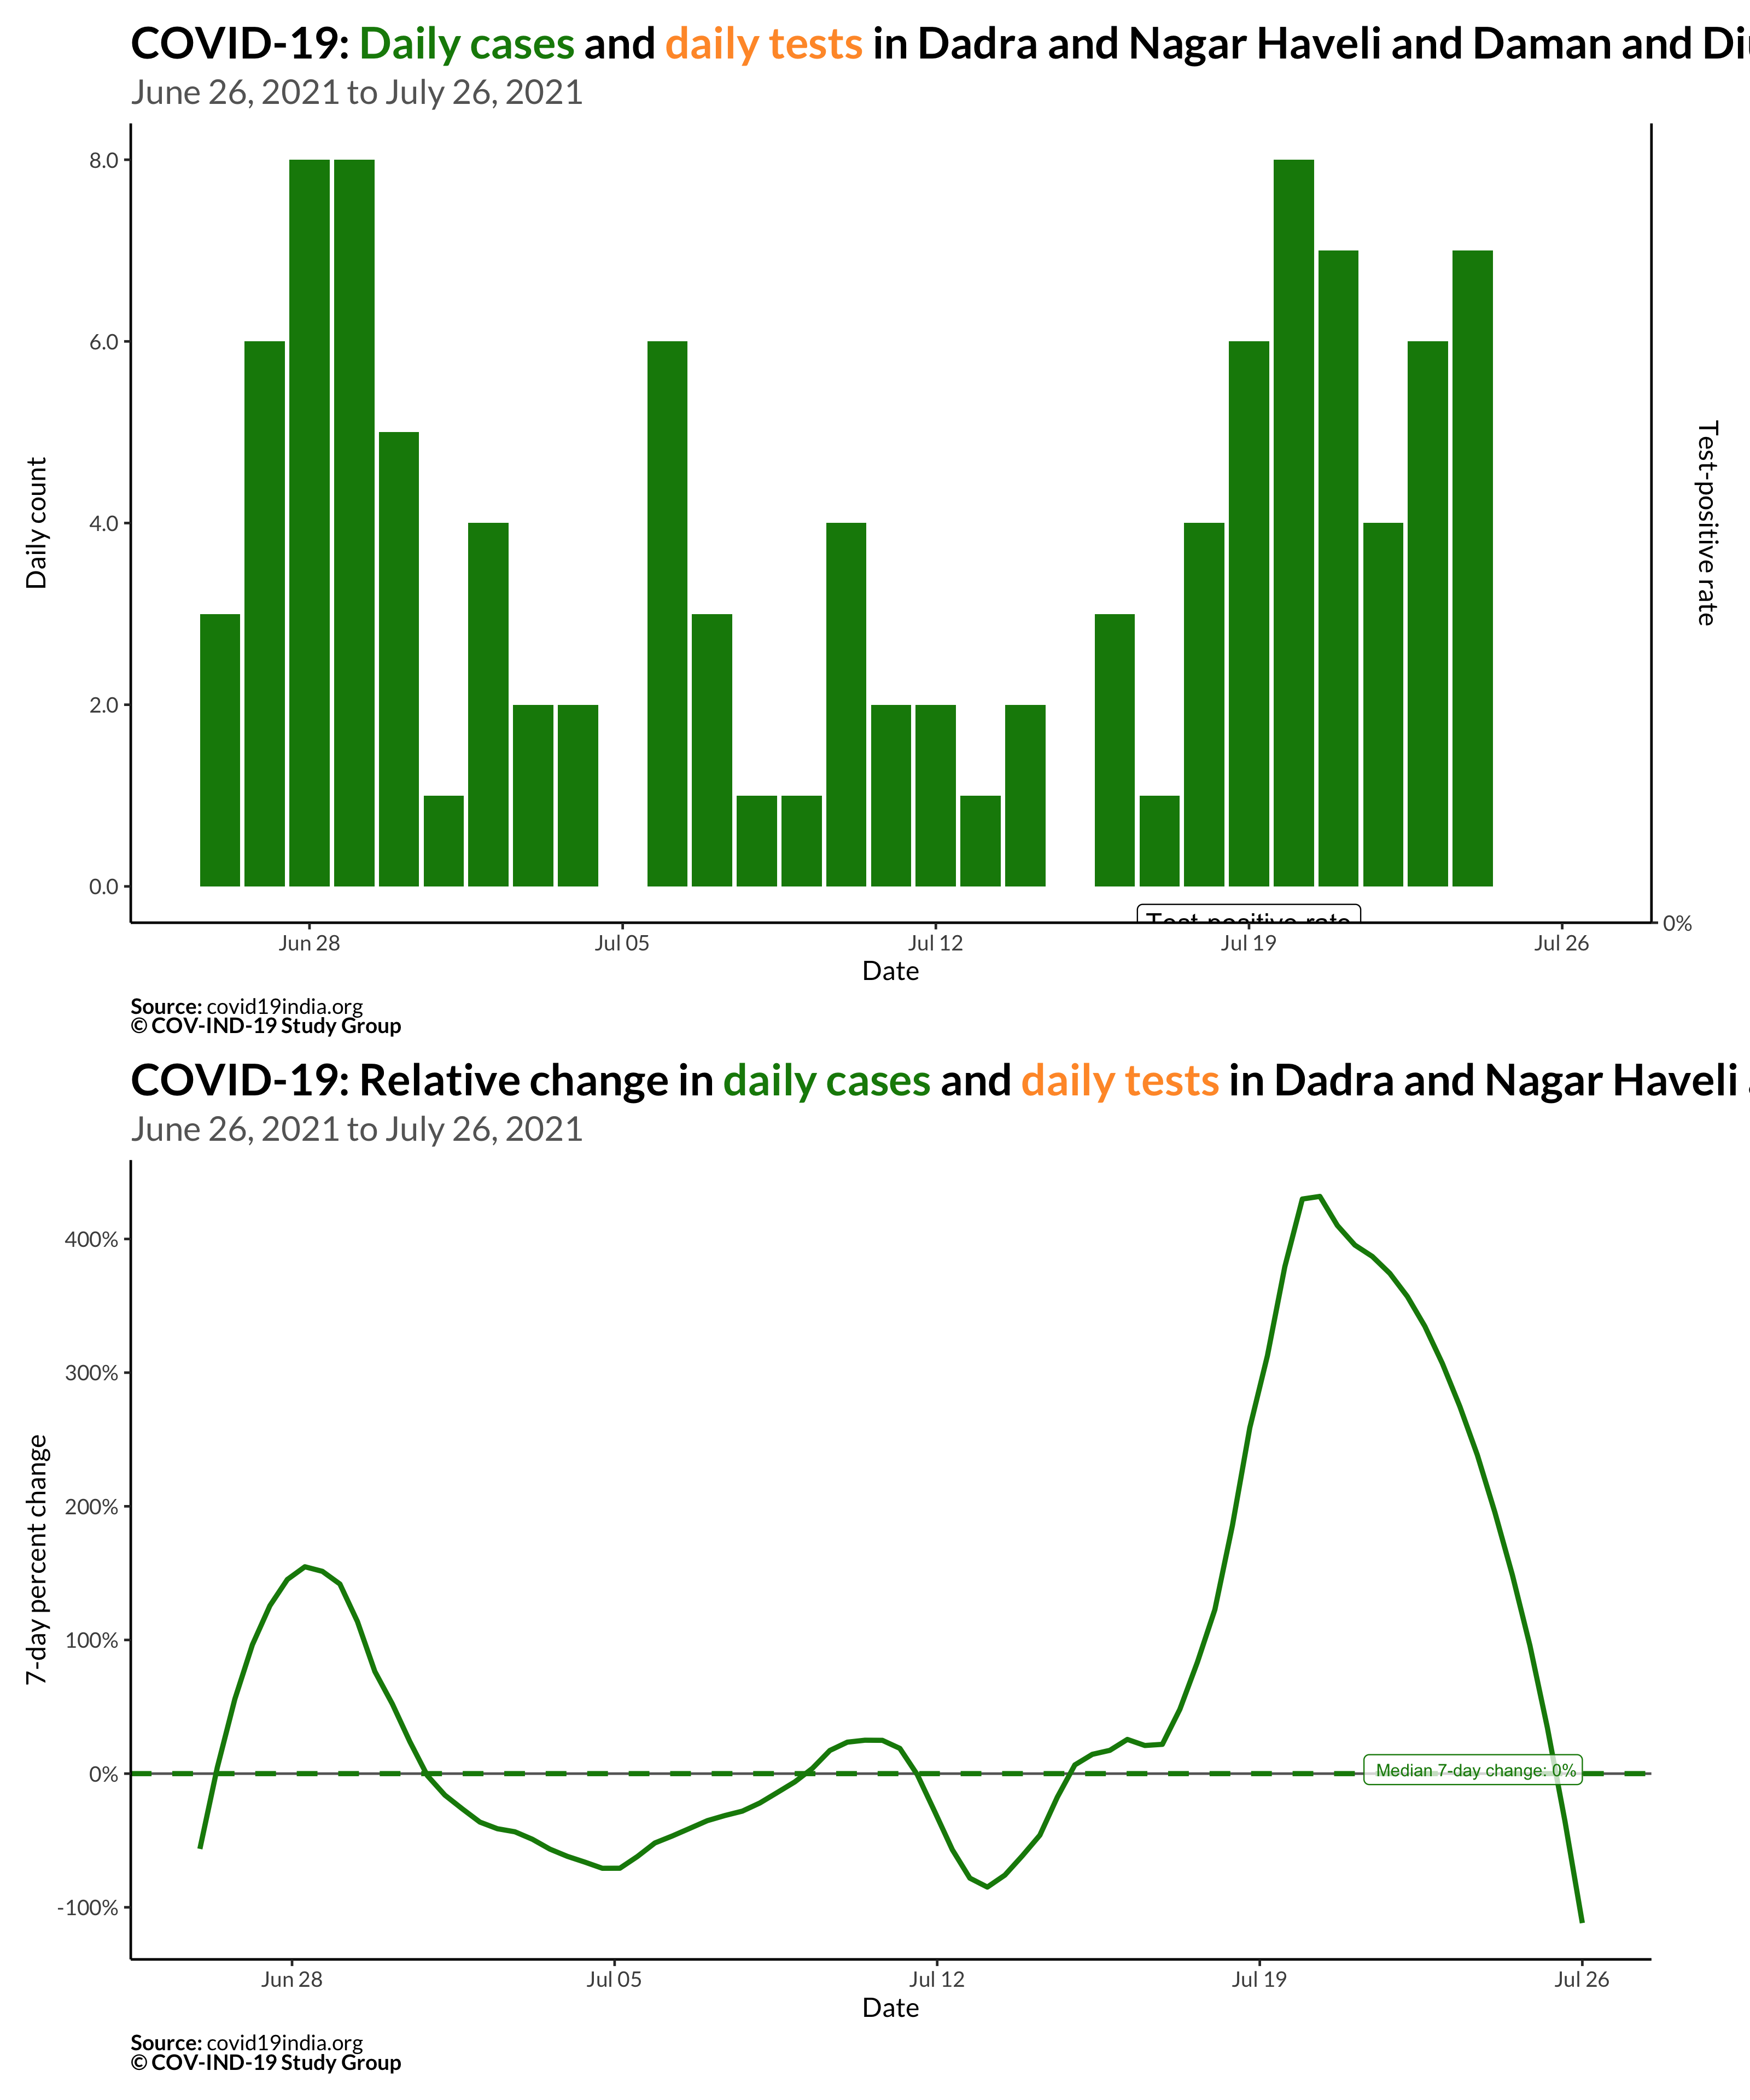 COVID-19: Daily cases and daily tests in Dadra and Nagar Haveli and Daman and
June 26, 2021 to July 26, 2021
8.0
6.0
4.0
2.0
0.0
Daily count
Test-positive rate
Test-positive rate
0%
Jun 28
Jul 05
Jul 12
Jul 19
Jul 26
Date
Source: covid19india.org
© COV-IND-19 Study Group
COVID-19: Relative change in daily cases and daily tests in Dadra and Nagar Haveli
June 26, 2021 to July 26, 2021
400%
300%
200%
100%
0%
-100%
7-day percent change
Median 7-day change: 0%
Jun 28
Jul 05
Jul 12
Jul 19
Jul 26
Date
Source: covid19india.org
© COV-IND-19 Study Group